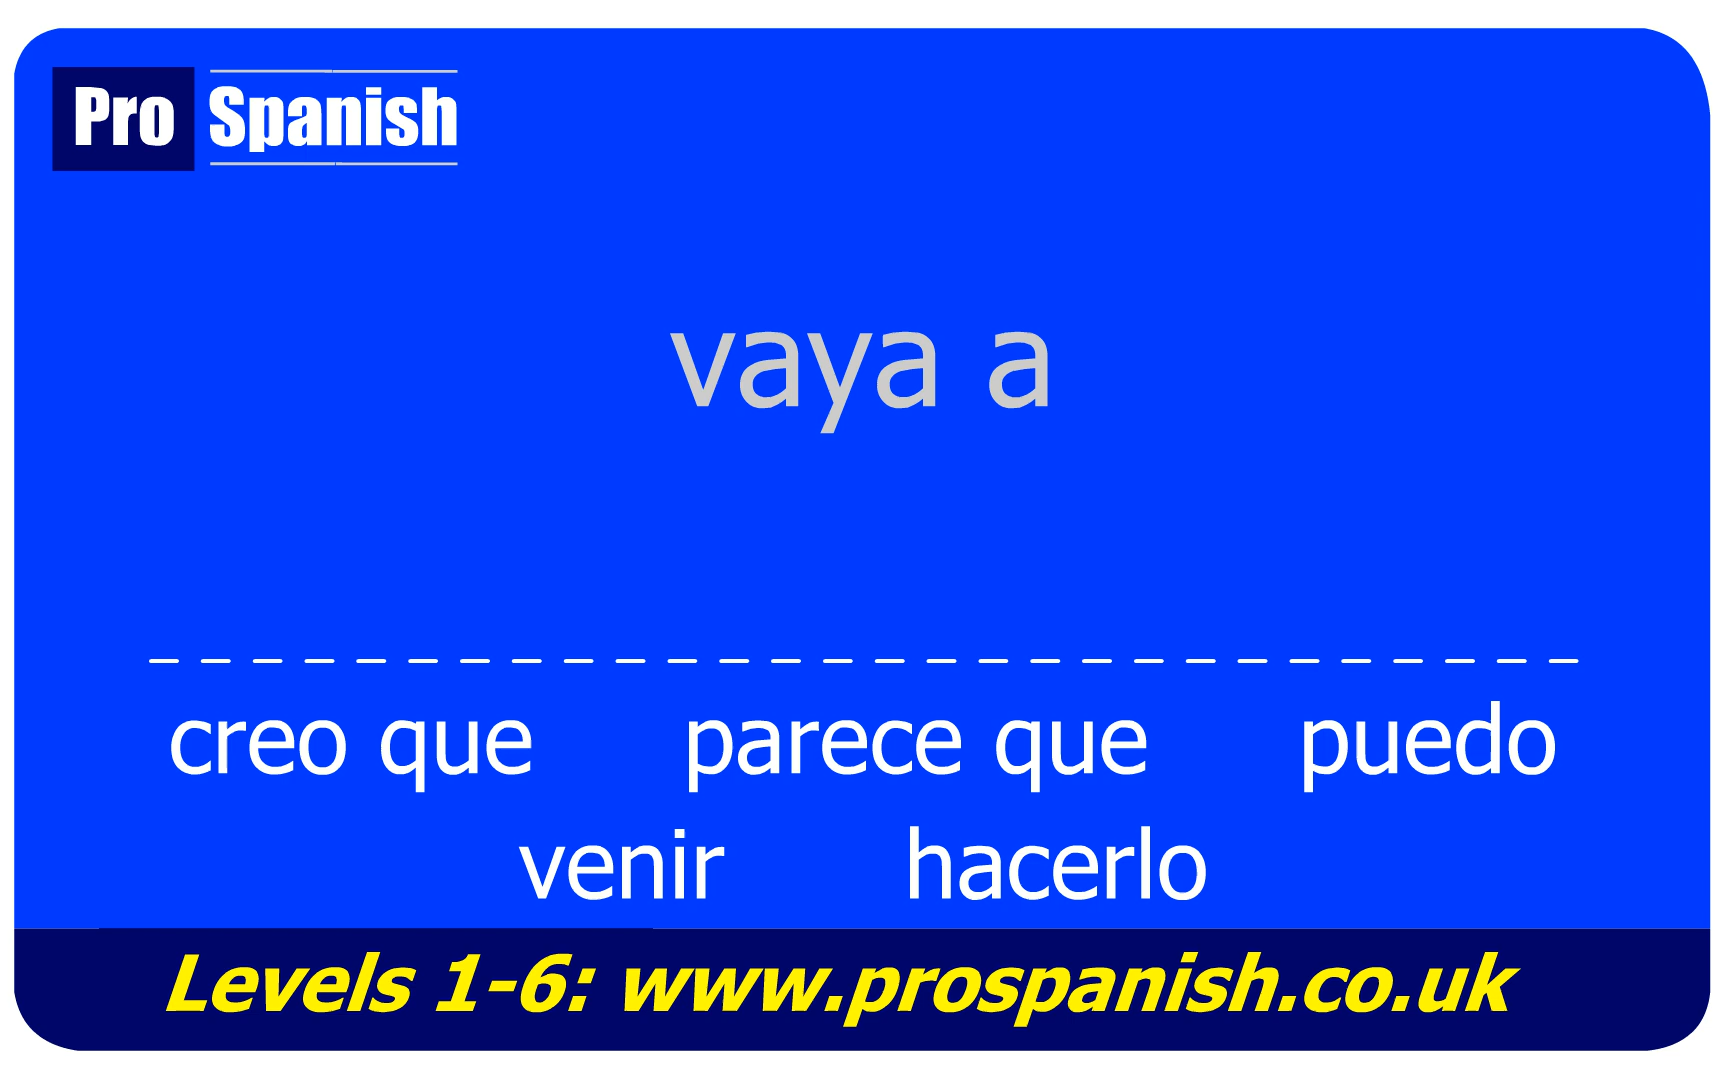 Pro Spanish
vaya a
creo que parece que puedo
venir hacerlo
Levels 1-6: www.prospanish.co.uk